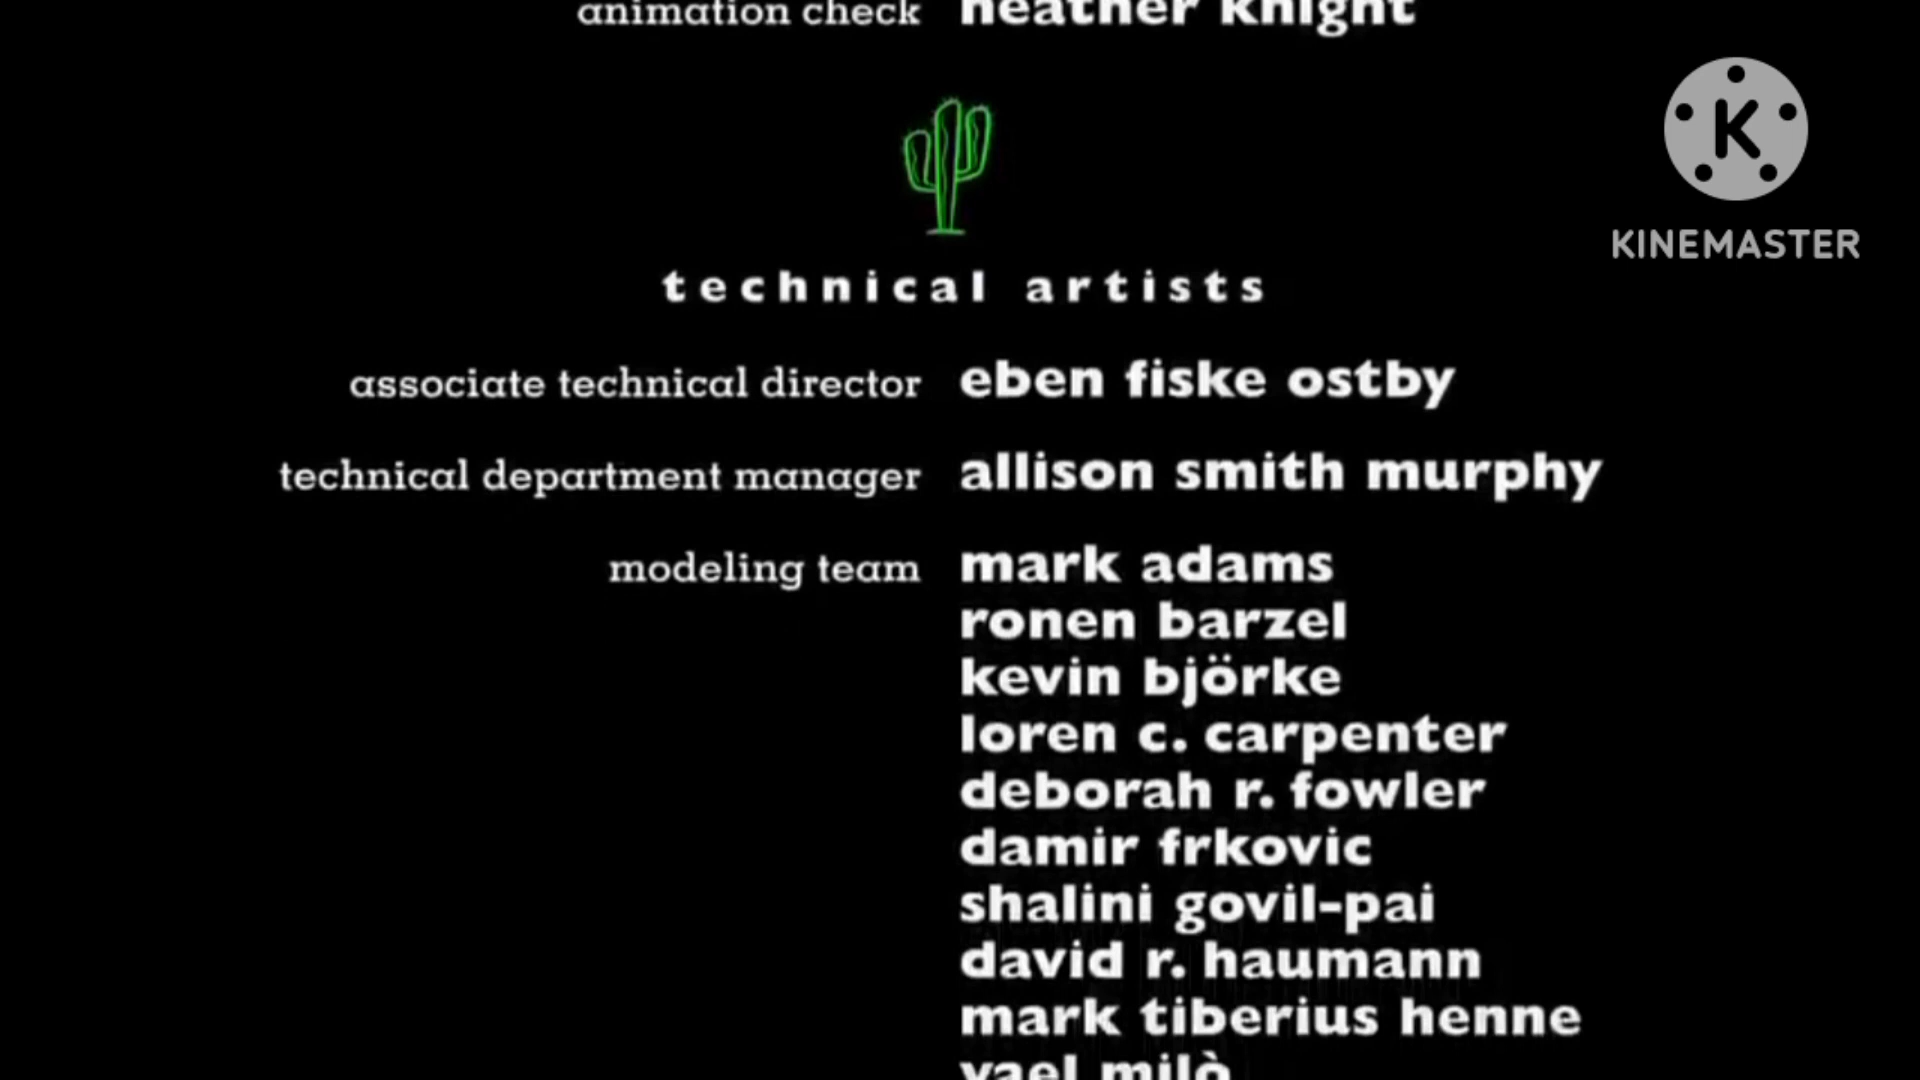 animation check heather knight
K
KINEMASTER
technical artists
associate technical director eben fiske ostby
technical department manager allison smith murphy
modeling team mark adams
ronen barzel
kevin björke
loren c. carpenter
deborah r. fowler
damir frkovic
shalini govil-pai
david r. haumann
mark tiberius henne
yael milò